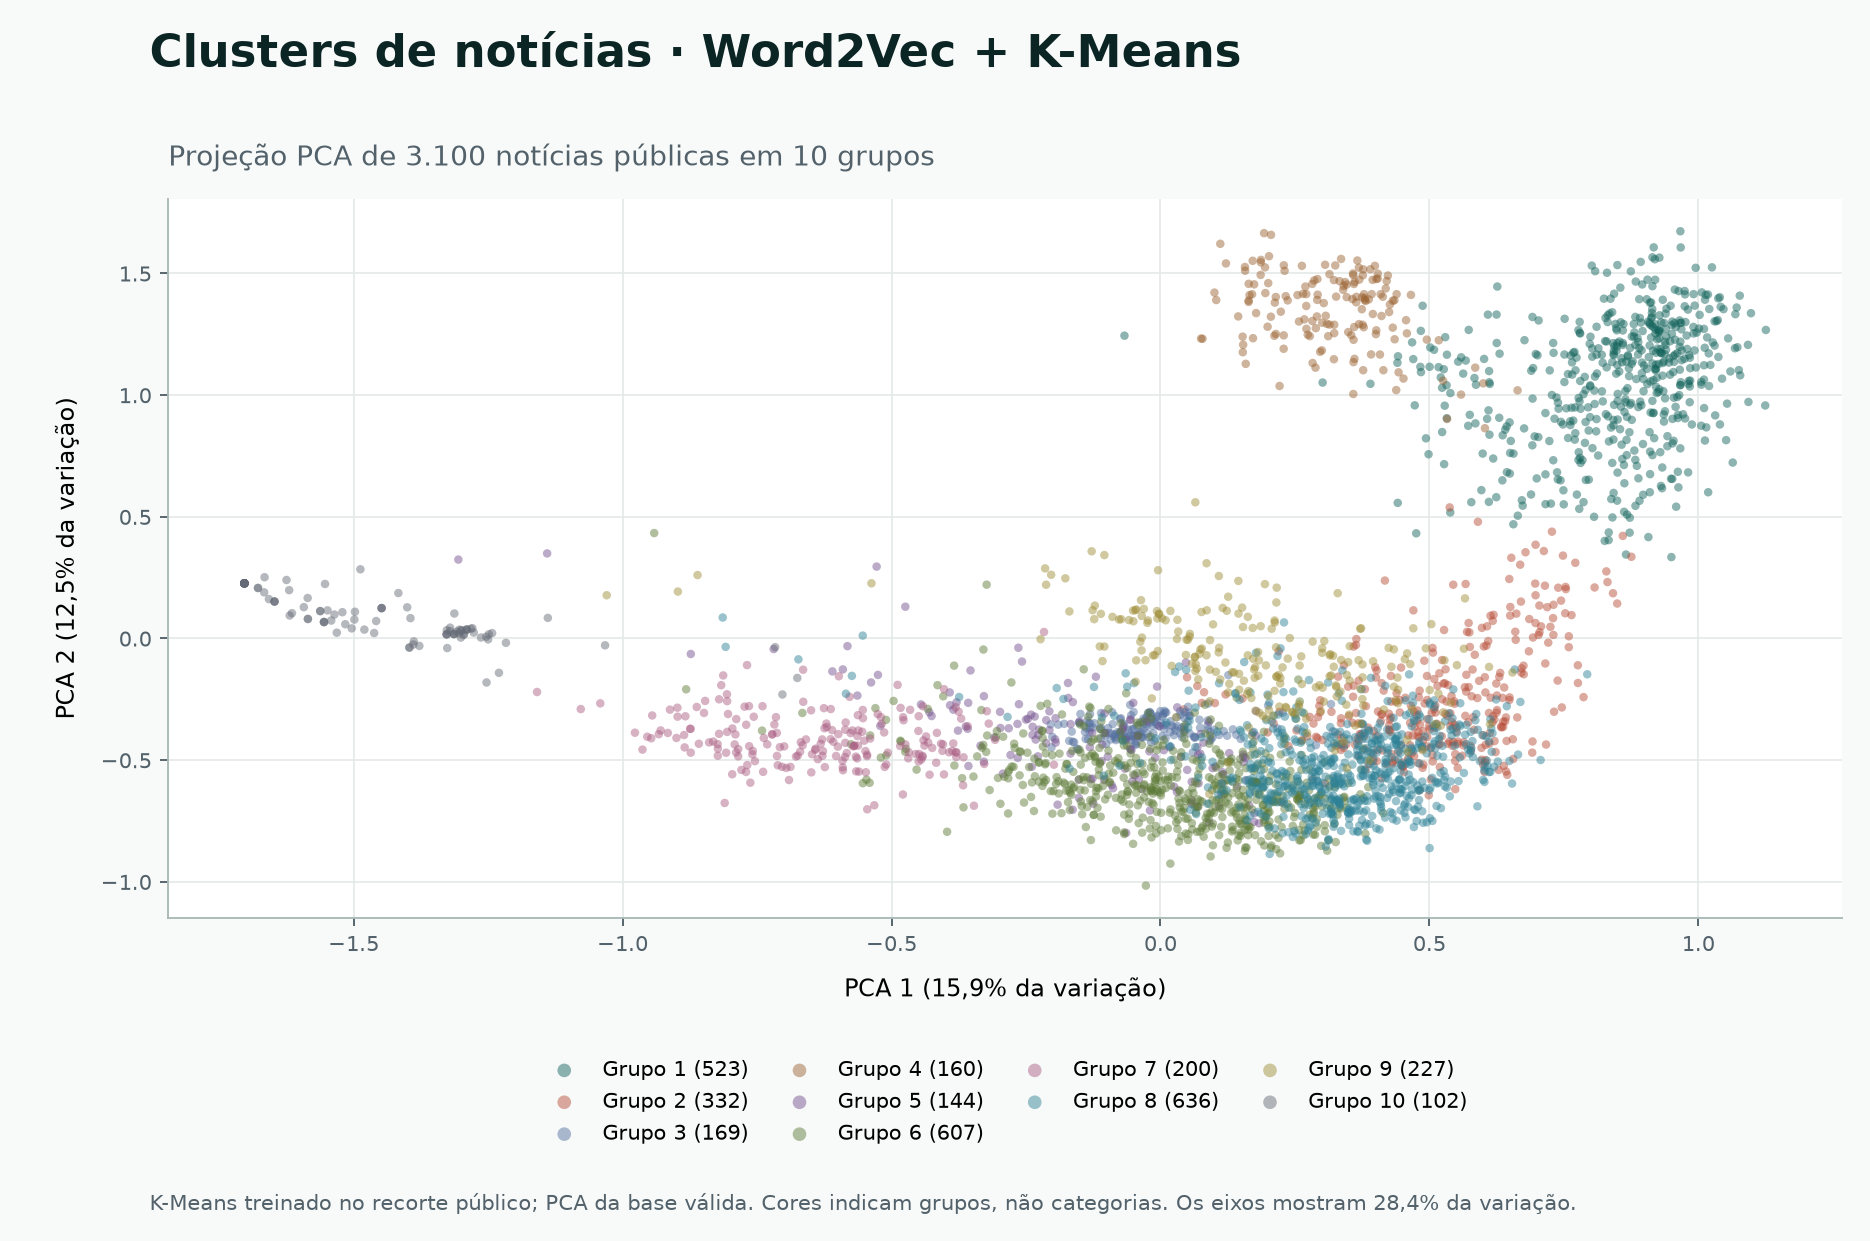 Clusters de notícias · Word2Vec + K-Means
Projeção PCA de 3.100 notícias públicas em 10 grupos
PCA 2 (12,5% da variação)
1.5
1.0
0.5
0.0
−0.5
−1.0
−1.5
−1.0
−0.5
0.0
0.5
1.0
PCA 1 (15,9% da variação)
Grupo 1 (523)
Grupo 2 (332)
Grupo 3 (169)
Grupo 4 (160)
Grupo 5 (144)
Grupo 6 (607)
Grupo 7 (200)
Grupo 8 (636)
Grupo 9 (227)
Grupo 10 (102)
K-Means treinado no recorte público; PCA da base válida. Cores indicam grupos, não categorias. Os eixos mostram 28,4% da variação.